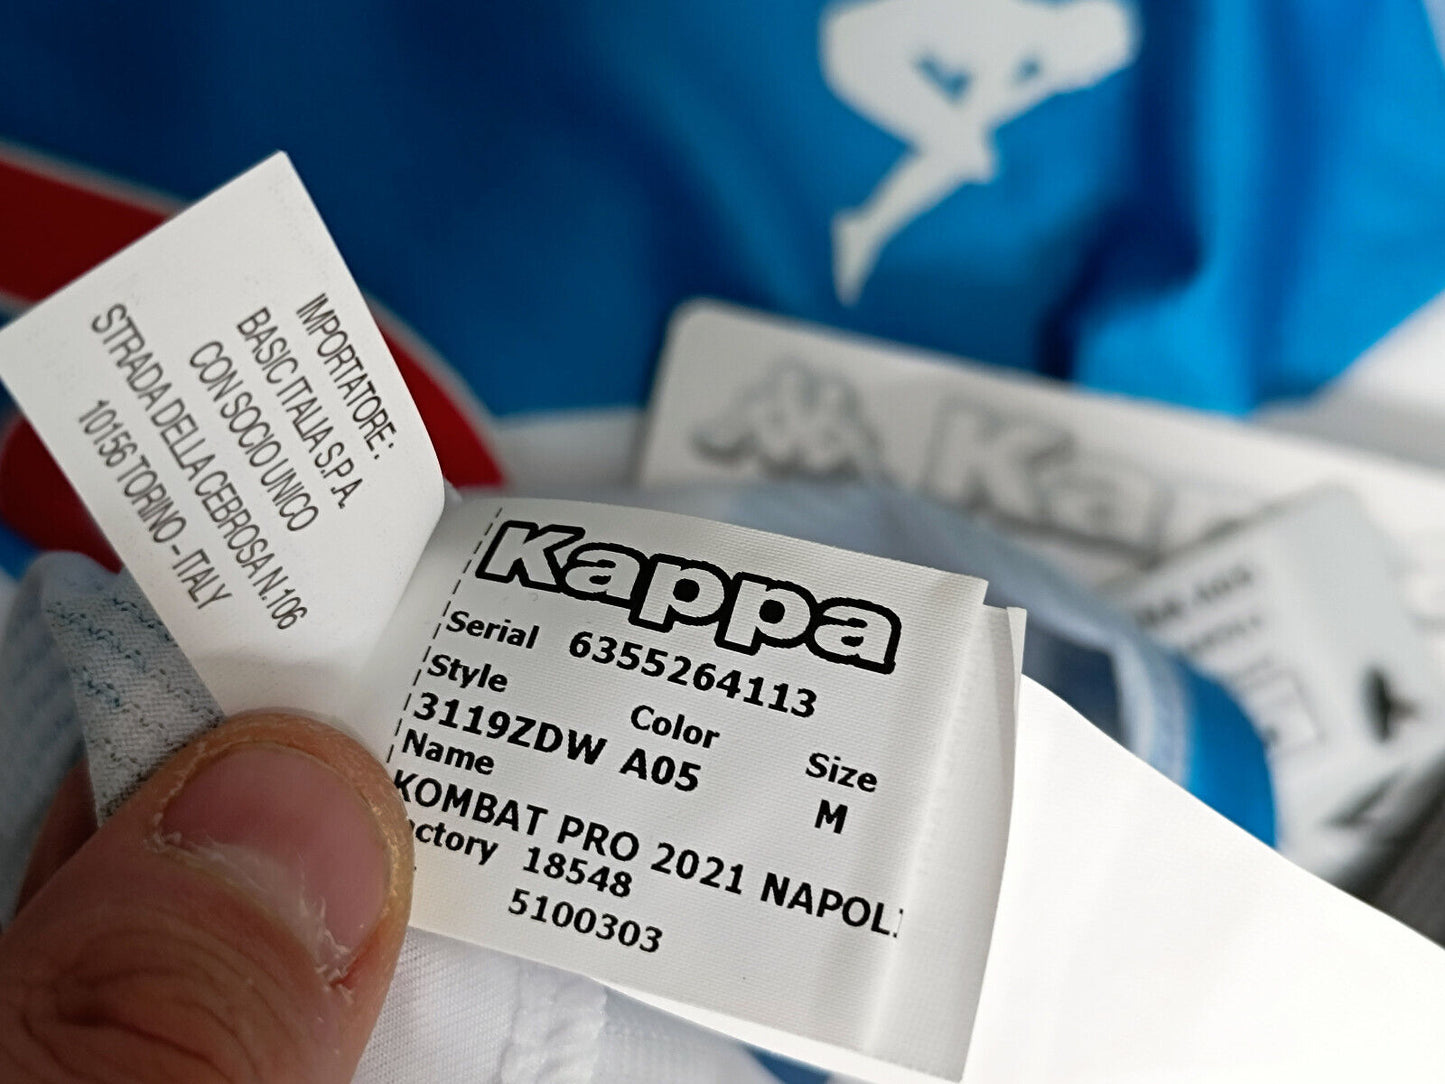 IMPORTATORE:
BASIC ITALIA S.P.A.
CON SOCIO UNICO
STRADA DELLA CEBROSA N.106
10156 TORINO - ITALY
Kappa
Serial 6355264113
Style Color Size
3119ZDW A05 M
Name
KOMBAT PRO 2021 NAPOLI
ctory 18548
5100303
Ka